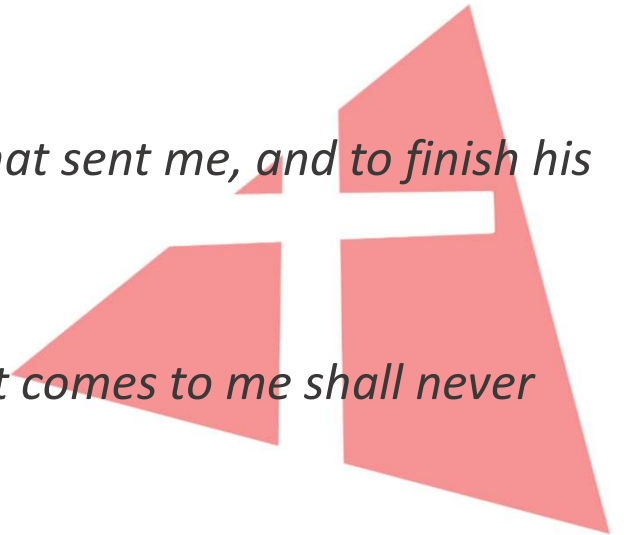 at sent me, and to finish his
t comes to me shall never